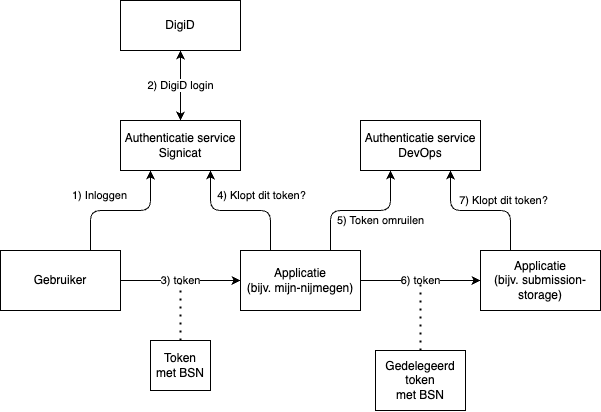 DigiD
2) DigiD login
Authenticatie service
Signicat
Authenticatie service
DevOps
1) Inloggen
4) Klopt dit token?
5) Token omruilen
7) Klopt dit token?
Gebruiker
3) token
Applicatie
(bijv. mijn-nijmegen)
6) token
Applicatie
(bijv. submission-
storage)
Token
met BSN
Gedelegeerd
token
met BSN